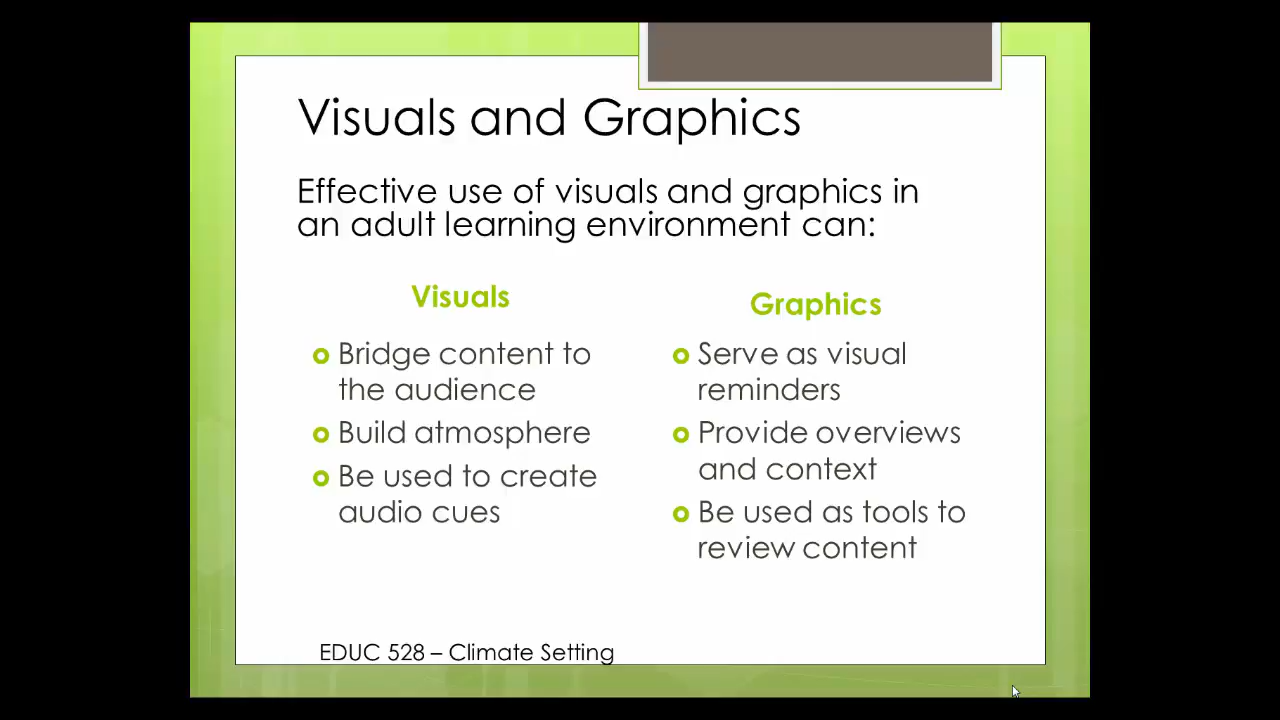 Visuals and Graphics
Effective use of visuals and graphics in
an adult learning environment can:
Visuals
Bridge content to
the audience
Build atmosphere
Be used to create
audio cues
Graphics
Serve as visual
reminders
Provide overviews
and context
Be used as tools to
review content
EDUC 528 – Climate Setting